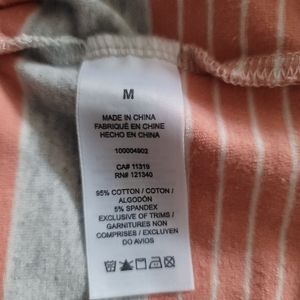 M
MADE IN CHINA
FABRIQUÉ EN CHINE
HECHO EN CHINA
100004902
CA# 11319
RN# 121340
95% COTTON / COTON /
ALGODÓN
5% SPANDEX
EXCLUSIVE OF TRIMS /
GARNITURES NON
COMPRISES / EXCLUYEN
DO AVIOS